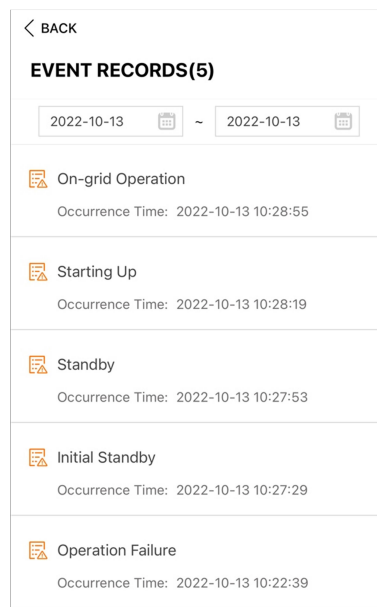 BACK
EVENT RECORDS(5)
2022-10-13 ~ 2022-10-13
On-grid Operation
Occurrence Time: 2022-10-13 10:28:55
Starting Up
Occurrence Time: 2022-10-13 10:28:19
Standby
Occurrence Time: 2022-10-13 10:27:53
Initial Standby
Occurrence Time: 2022-10-13 10:27:29
Operation Failure
Occurrence Time: 2022-10-13 10:22:39